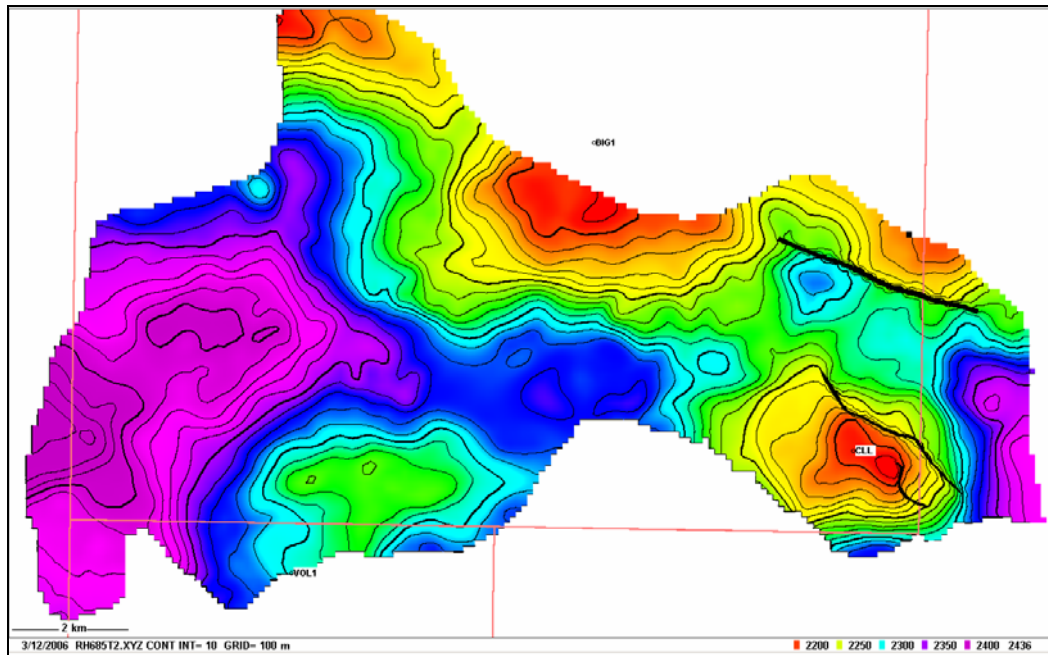 BIG1
CLL
VOL1
2 km
3/12/2006 RH685T2.XYZ CONT INT= 10 GRID= 100 m
2200 2250 2300 2350 2400 2436